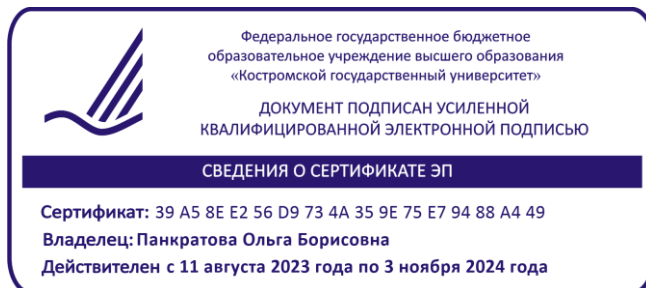 Федеральное государственное бюджетное
образовательное учреждение высшего образования
«Костромской государственный университет»
ДОКУМЕНТ ПОДПИСАН УСИЛЕННОЙ
КВАЛИФИЦИРОВАННОЙ ЭЛЕКТРОННОЙ ПОДПИСЬЮ
СВЕДЕНИЯ О СЕРТИФИКАТЕ ЭП
Сертификат: 39 A5 8E E2 56 D9 73 4A 35 9E 75 E7 94 88 A4 49
Владелец: Панкратова Ольга Борисовна
Действителен с 11 августа 2023 года по 3 ноября 2024 года